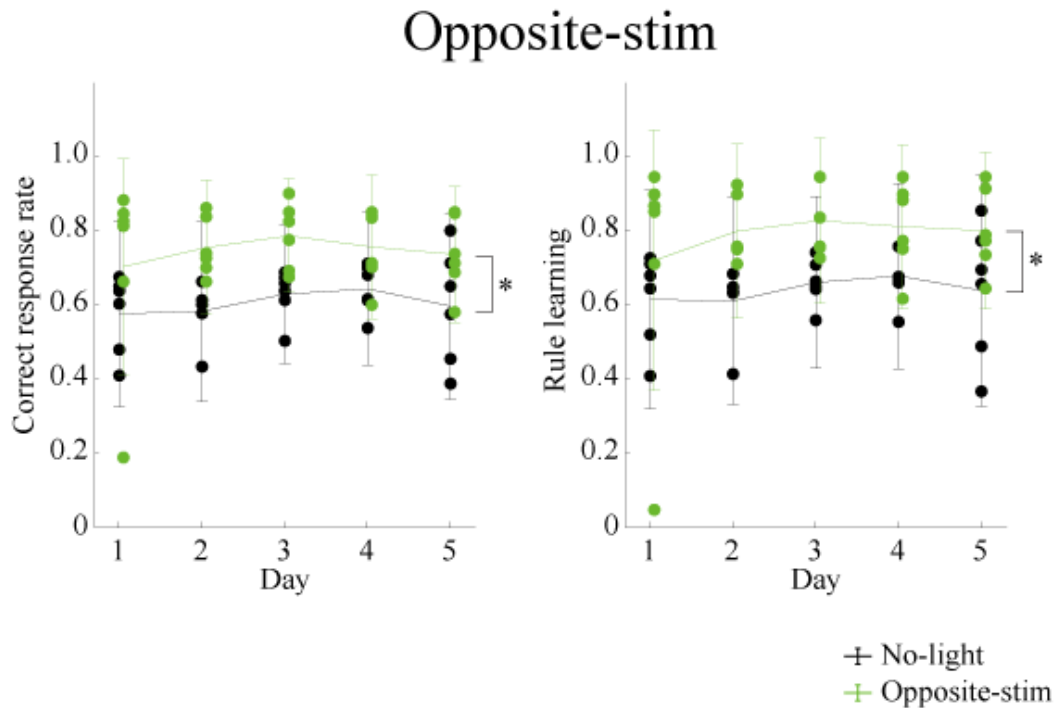 Opposite-stim
Correct response rate
1.0
0.8
0.6
0.4
0.2
0
1 2 3 4 5
Day
*
Rule learning
1.0
0.8
0.6
0.4
0.2
0
1 2 3 4 5
Day
*
No-light
Opposite-stim